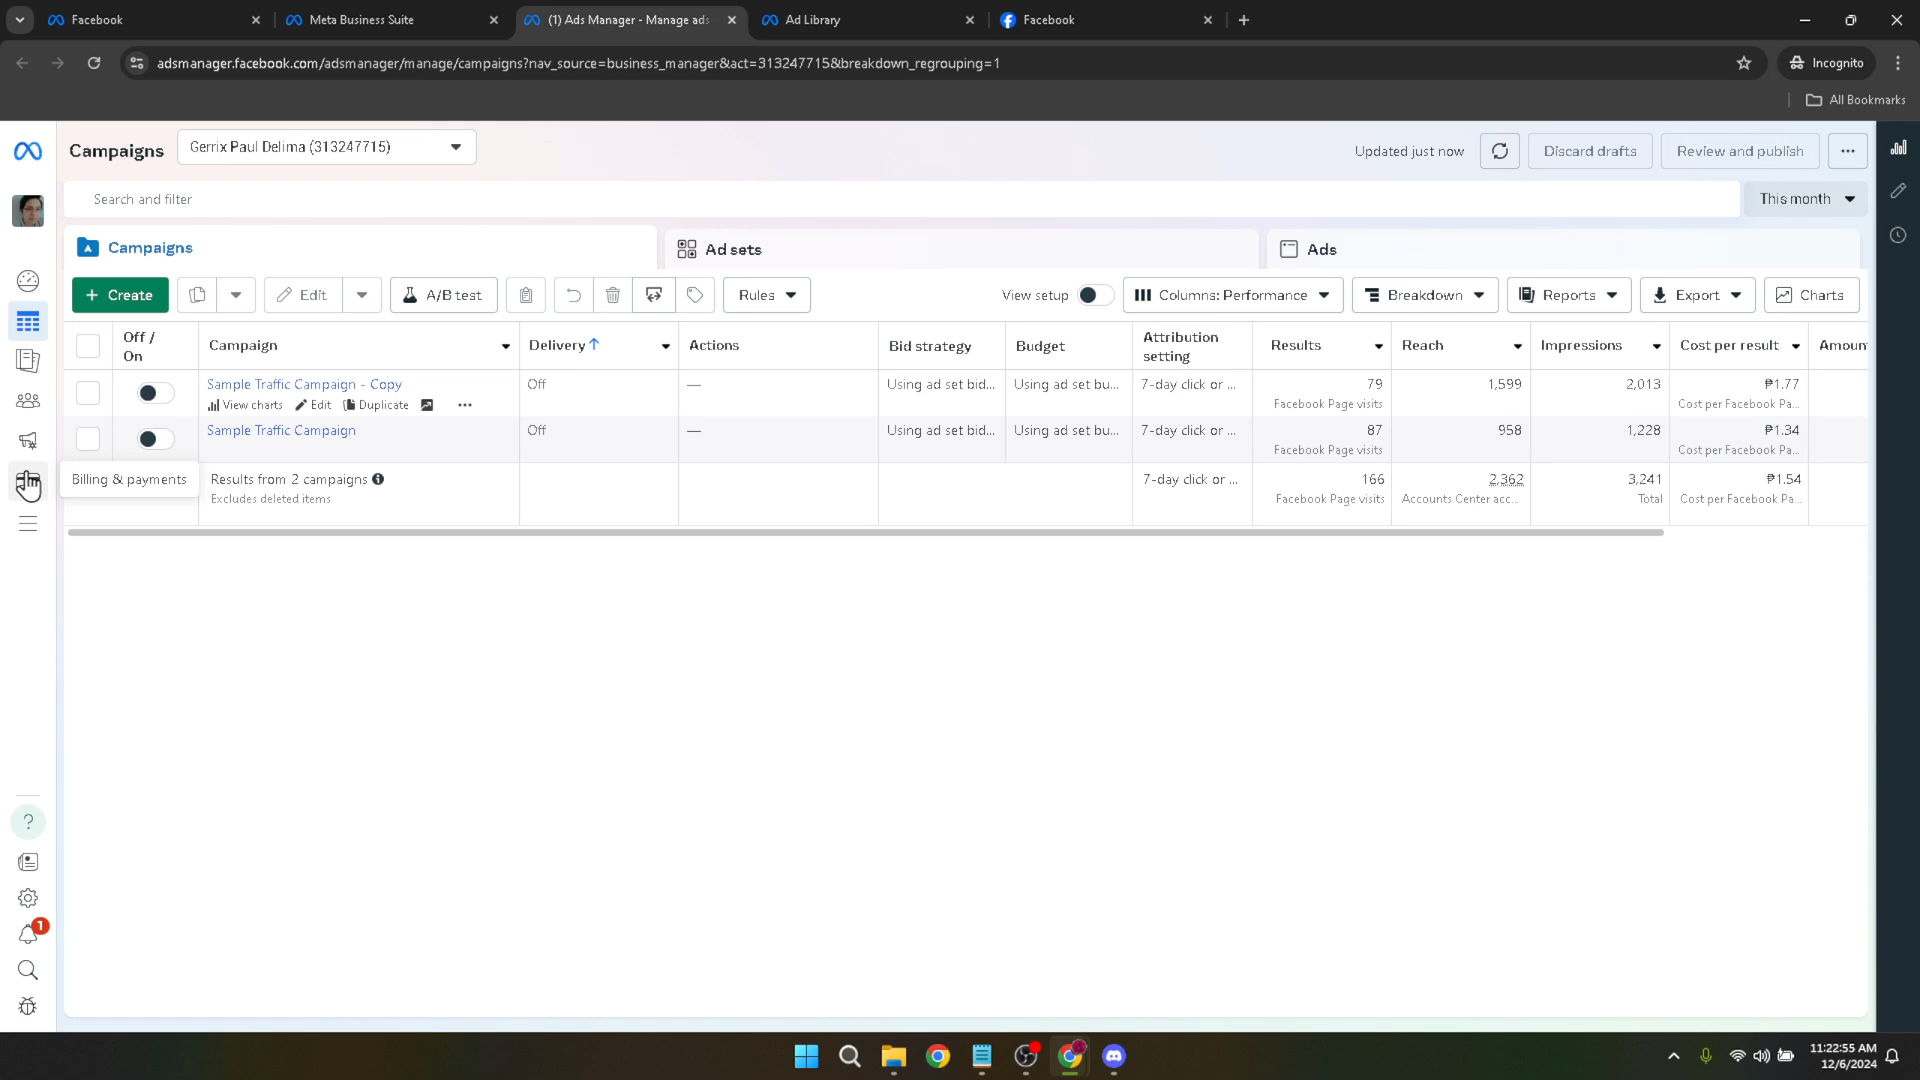 Facebook
Meta Business Suite
(1) Ads Manager - Manage ads
Ad Library
Facebook
adsmanager.facebook.com/adsmanager/manage/campaigns?nav_source=business_manager&act=313247715&breakdown_regrouping=1
Incognito
All Bookmarks
Campaigns
Gerrix Paul Delima (313247715)
Updated just now
Discard drafts
Review and publish
Search and filter
This month
Campaigns
Ad sets
Ads
Create
Edit
A/B test
Rules
View setup
Columns: Performance
Breakdown
Reports
Export
Charts
Off / On
Campaign
Delivery
Actions
Bid strategy
Budget
Attribution setting
Results
Reach
Impressions
Cost per result
Amoun
Sample Traffic Campaign - Copy
Off
—
Using ad set bid...
Using ad set bu...
7-day click or ...
79
1,599
2,013
₱1.77
View charts
Edit
Duplicate
Facebook Page visits
Cost per Facebook Pa...
Sample Traffic Campaign
Off
—
Using ad set bid...
Using ad set bu...
7-day click or ...
87
958
1,228
₱1.34
Facebook Page visits
Cost per Facebook Pa...
Billing & payments
Results from 2 campaigns
7-day click or ...
166
2,362
3,241
₱1.54
Excludes deleted items
Facebook Page visits
Accounts Center acc...
Total
Cost per Facebook Pa...
1
11:22:55 AM
12/6/2024